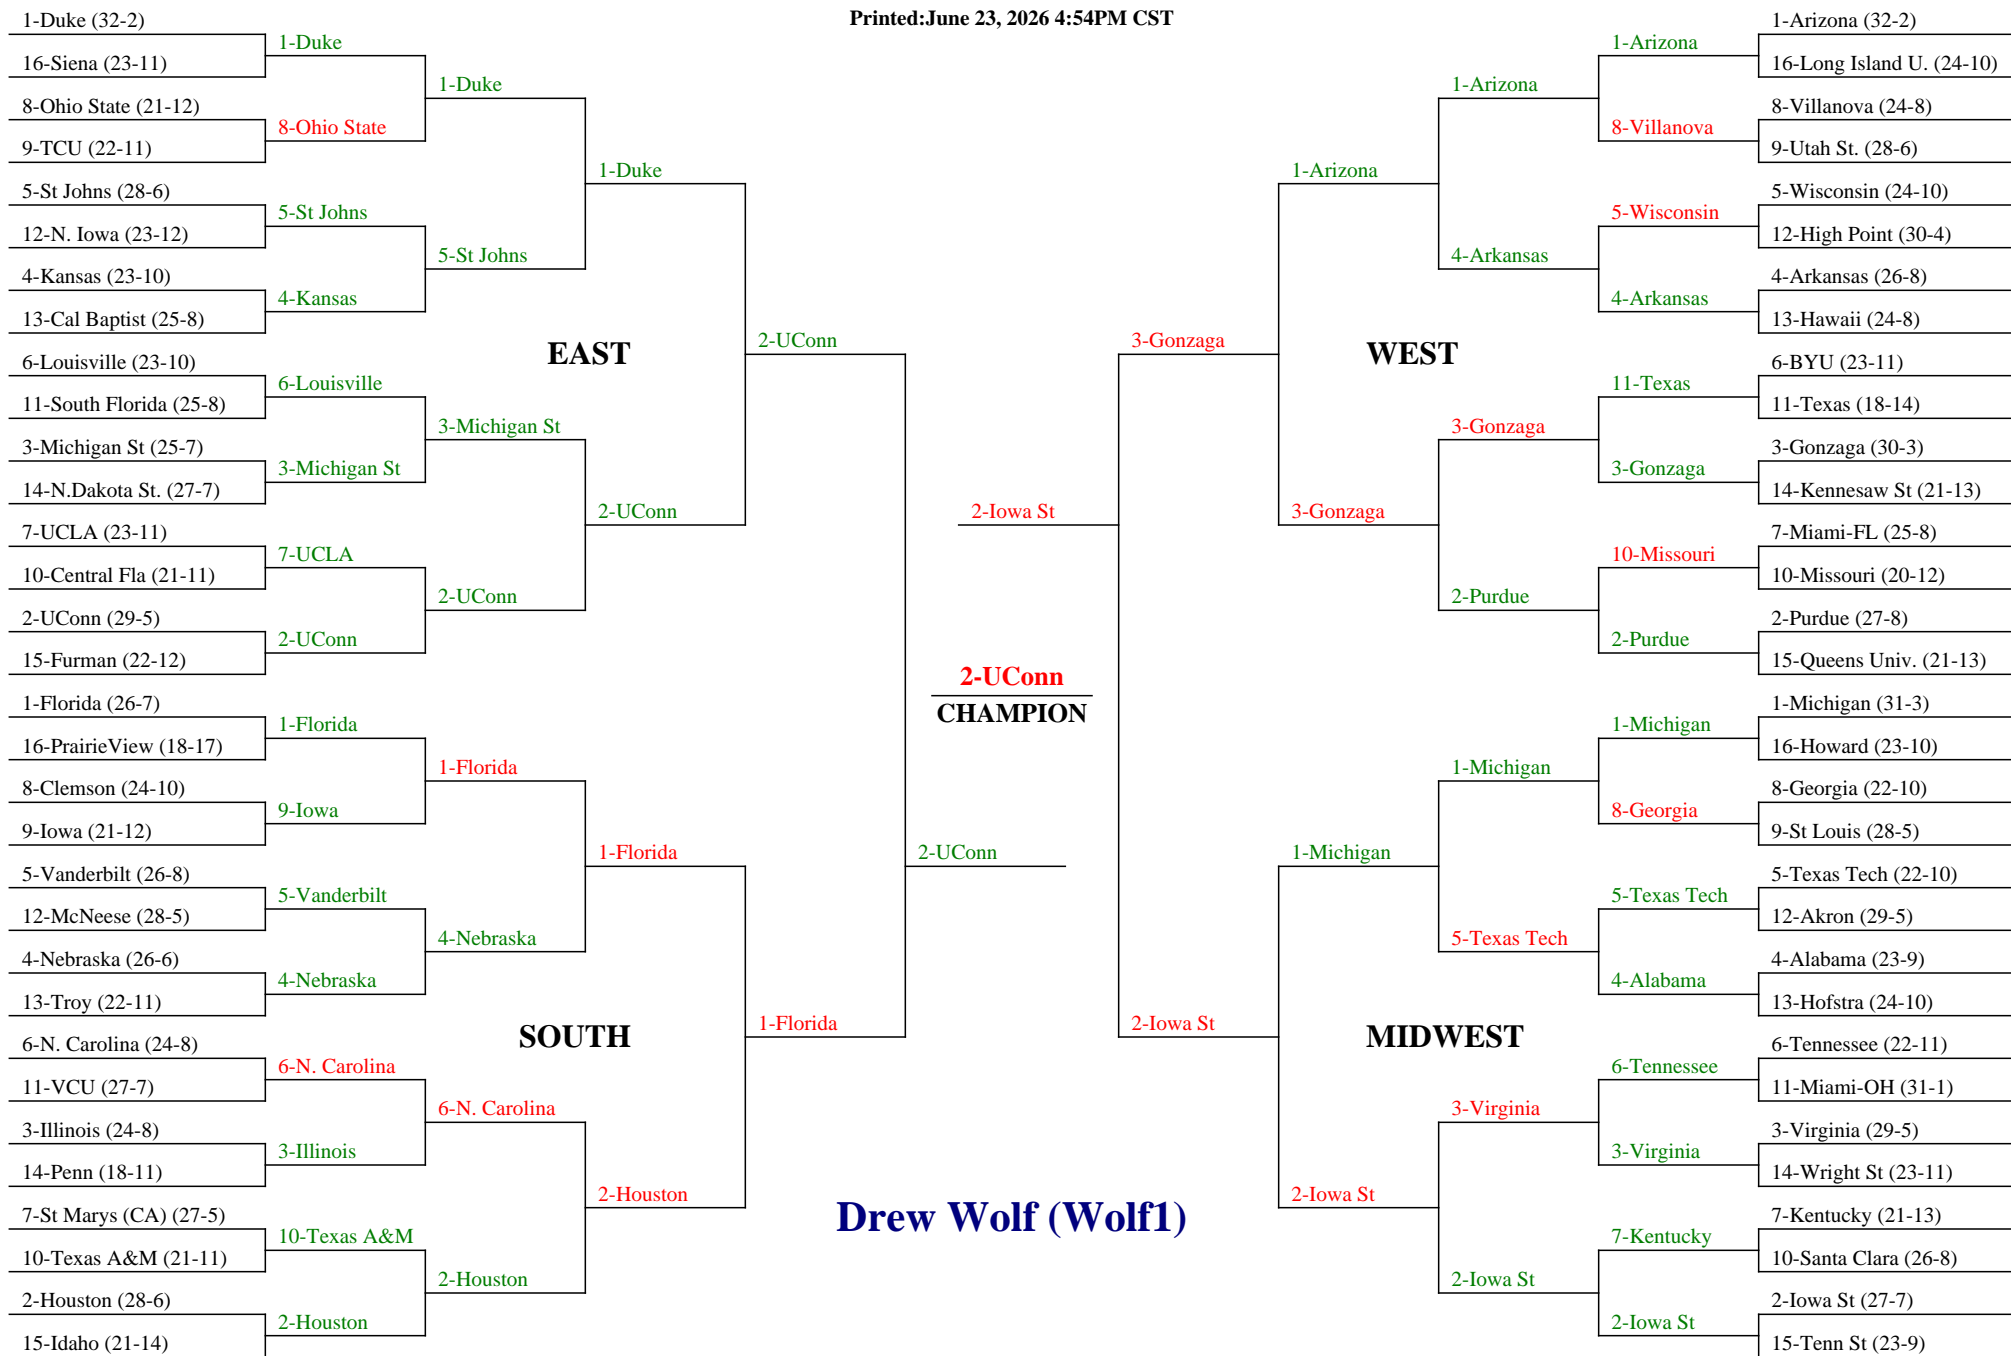 Printed:June 23, 2026 4:54PM CST
1-Duke (32-2)
16-Siena (23-11)
8-Ohio State (21-12)
9-TCU (22-11)
5-St Johns (28-6)
12-N. Iowa (23-12)
4-Kansas (23-10)
13-Cal Baptist (25-8)
6-Louisville (23-10)
11-South Florida (25-8)
3-Michigan St (25-7)
14-N.Dakota St. (27-7)
7-UCLA (23-11)
10-Central Fla (21-11)
2-UConn (29-5)
15-Furman (22-12)
1-Florida (26-7)
16-PrairieView (18-17)
8-Clemson (24-10)
9-Iowa (21-12)
5-Vanderbilt (26-8)
12-McNeese (28-5)
4-Nebraska (26-6)
13-Troy (22-11)
6-N. Carolina (24-8)
11-VCU (27-7)
3-Illinois (24-8)
14-Penn (18-11)
7-St Marys (CA) (27-5)
10-Texas A&M (21-11)
2-Houston (28-6)
15-Idaho (21-14)
1-Duke
8-Ohio State
5-St Johns
4-Kansas
6-Louisville
3-Michigan St
7-UCLA
2-UConn
1-Florida
9-Iowa
5-Vanderbilt
4-Nebraska
6-N. Carolina
3-Illinois
10-Texas A&M
2-Houston
1-Duke
5-St Johns
3-Michigan St
2-UConn
1-Florida
4-Nebraska
6-N. Carolina
2-Houston
EAST
SOUTH
1-Duke
2-UConn
1-Florida
2-Houston
2-UConn
1-Florida
2-UConn
2-UConn
CHAMPION
Drew Wolf (Wolf1)
2-Iowa St
3-Gonzaga
2-Iowa St
1-Arizona
3-Gonzaga
1-Michigan
2-Iowa St
WEST
MIDWEST
1-Arizona
4-Arkansas
3-Gonzaga
2-Purdue
1-Michigan
5-Texas Tech
3-Virginia
2-Iowa St
1-Arizona
8-Villanova
5-Wisconsin
4-Arkansas
11-Texas
3-Gonzaga
10-Missouri
2-Purdue
1-Michigan
8-Georgia
5-Texas Tech
4-Alabama
6-Tennessee
3-Virginia
7-Kentucky
2-Iowa St
1-Arizona (32-2)
16-Long Island U. (24-10)
8-Villanova (24-8)
9-Utah St. (28-6)
5-Wisconsin (24-10)
12-High Point (30-4)
4-Arkansas (26-8)
13-Hawaii (24-8)
6-BYU (23-11)
11-Texas (18-14)
3-Gonzaga (30-3)
14-Kennesaw St (21-13)
7-Miami-FL (25-8)
10-Missouri (20-12)
2-Purdue (27-8)
15-Queens Univ. (21-13)
1-Michigan (31-3)
16-Howard (23-10)
8-Georgia (22-10)
9-St Louis (28-5)
5-Texas Tech (22-10)
12-Akron (29-5)
4-Alabama (23-9)
13-Hofstra (24-10)
6-Tennessee (22-11)
11-Miami-OH (31-1)
3-Virginia (29-5)
14-Wright St (23-11)
7-Kentucky (21-13)
10-Santa Clara (26-8)
2-Iowa St (27-7)
15-Tenn St (23-9)